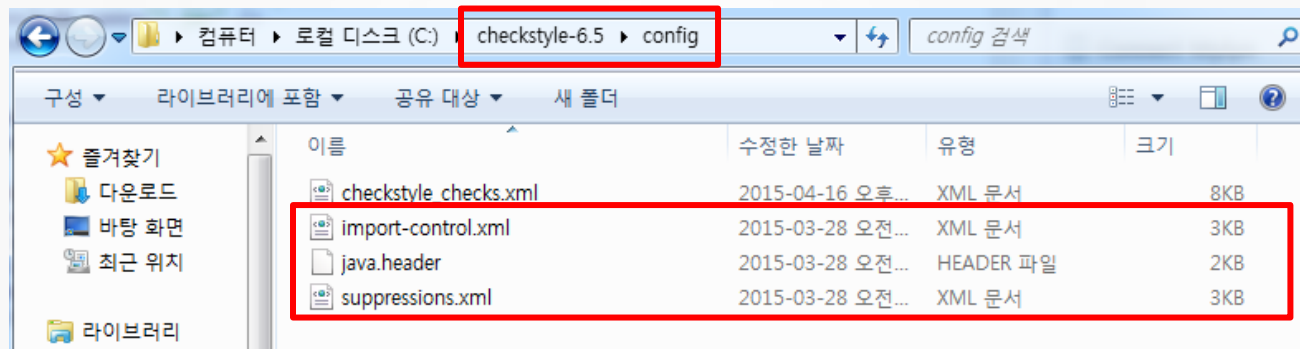 컴퓨터 로컬 디스크 (C:) checkstyle-6.5 config config 검색
구성 라이브러리에 포함 공유 대상 새 폴더
즐겨찾기
다운로드
바탕 화면
최근 위치
라이브러리
이름 수정한 날짜 유형 크기
checkstyle_checks.xml 2015-04-16 오후... XML 문서 8KB
import-control.xml 2015-03-28 오전... XML 문서 3KB
java.header 2015-03-28 오전... HEADER 파일 2KB
suppressions.xml 2015-03-28 오전... XML 문서 3KB